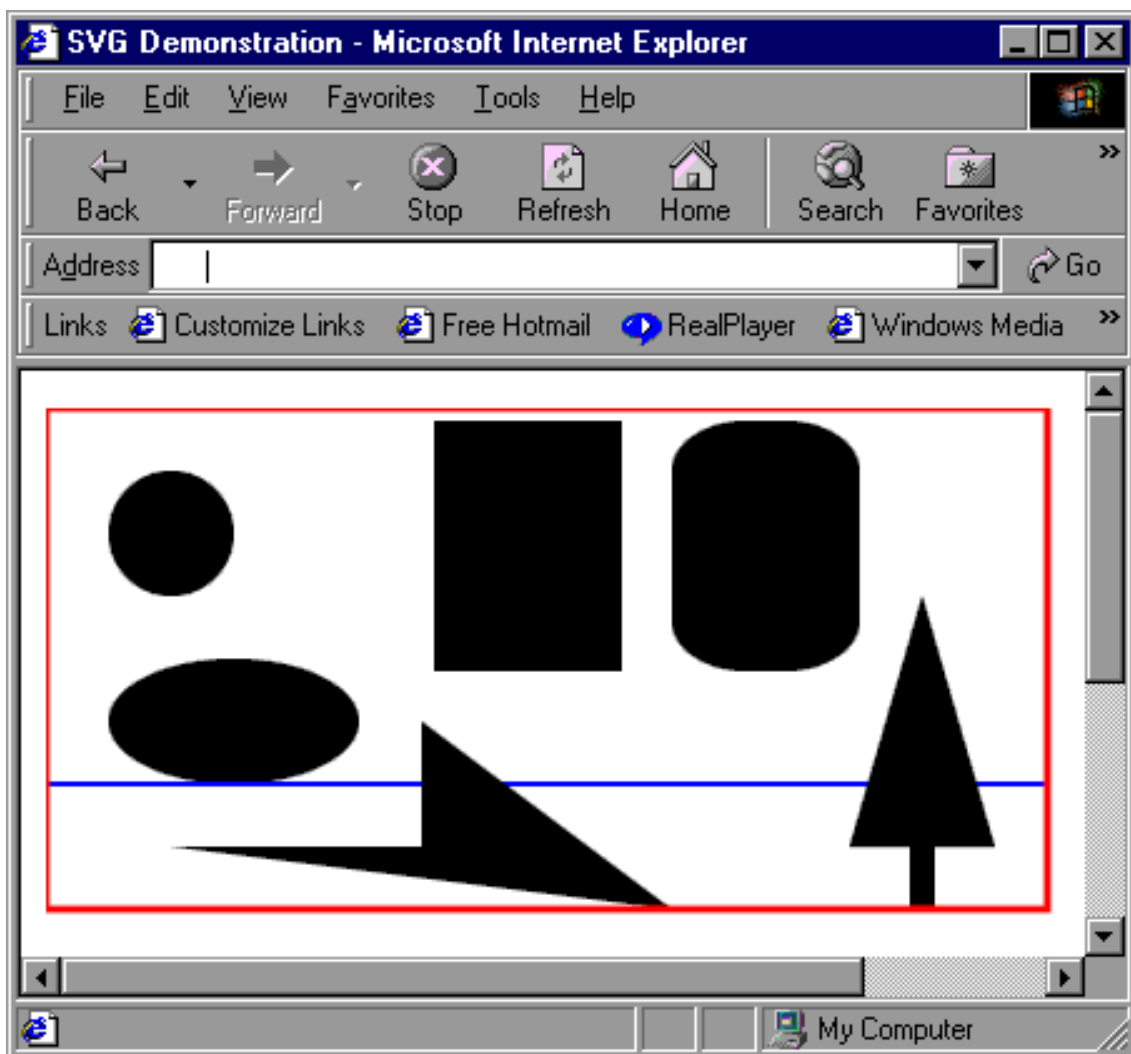 SVG Demonstration - Microsoft Internet Explorer
File Edit View Favorites Tools Help
Back Forward Stop Refresh Home Search Favorites »
Address Go
Links Customize Links Free Hotmail RealPlayer Windows Media »
My Computer